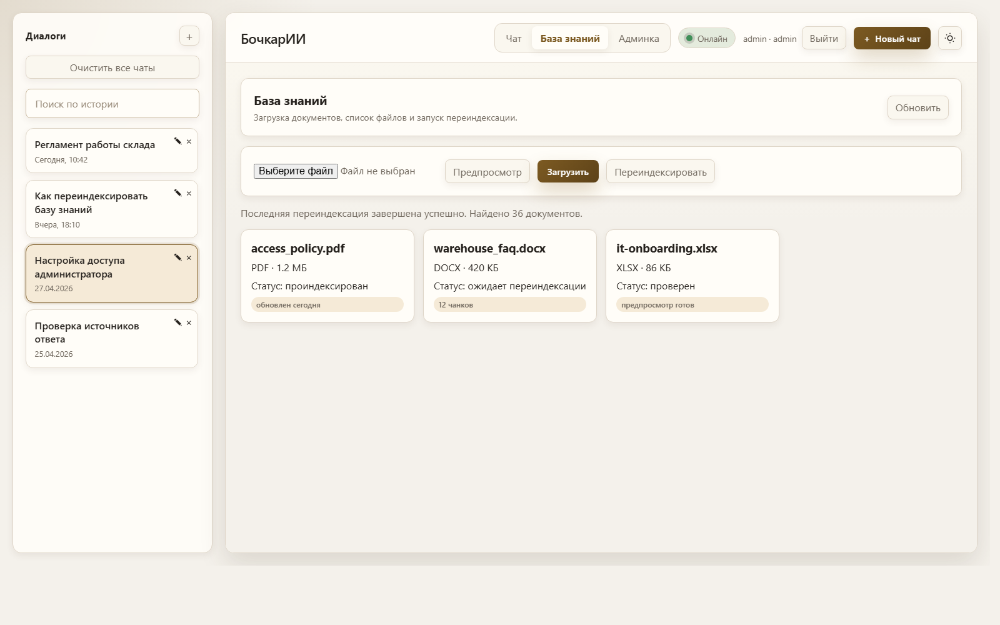 Диалоги
+
Очистить все чаты
Поиск по истории
Регламент работы склада
Сегодня, 10:42
Как переиндексировать
базу знаний
Вчера, 18:10
Настройка доступа
администратора
27.04.2026
Проверка источников
ответа
25.04.2026
БочкарИИ
Чат
База знаний
Админка
Онлайн
admin · admin
Выйти
+ Новый чат
База знаний
Загрузка документов, список файлов и запуск переиндексации.
Обновить
Выберите файл Файл не выбран
Предпросмотр
Загрузить
Переиндексировать
Последняя переиндексация завершена успешно. Найдено 36 документов.
access_policy.pdf
PDF · 1.2 МБ
Статус: проиндексирован
обновлен сегодня
warehouse_faq.docx
DOCX · 420 КБ
Статус: ожидает переиндексации
12 чанков
it-onboarding.xlsx
XLSX · 86 КБ
Статус: проверен
предпросмотр готов